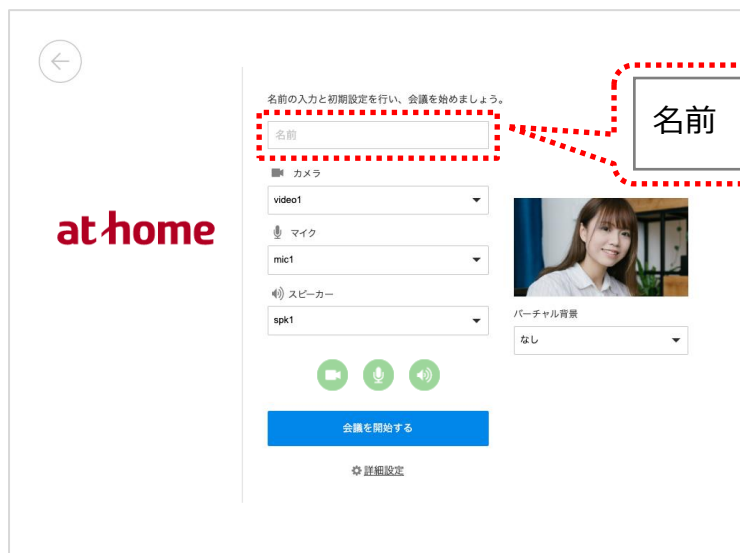 名前の入力と初期設定を行い、会議を始めましょう。
名前
名前
カメラ
video1
at home
マイク
mic1
スピーカー
spk1
バーチャル背景
なし
会議を開始する
詳細設定